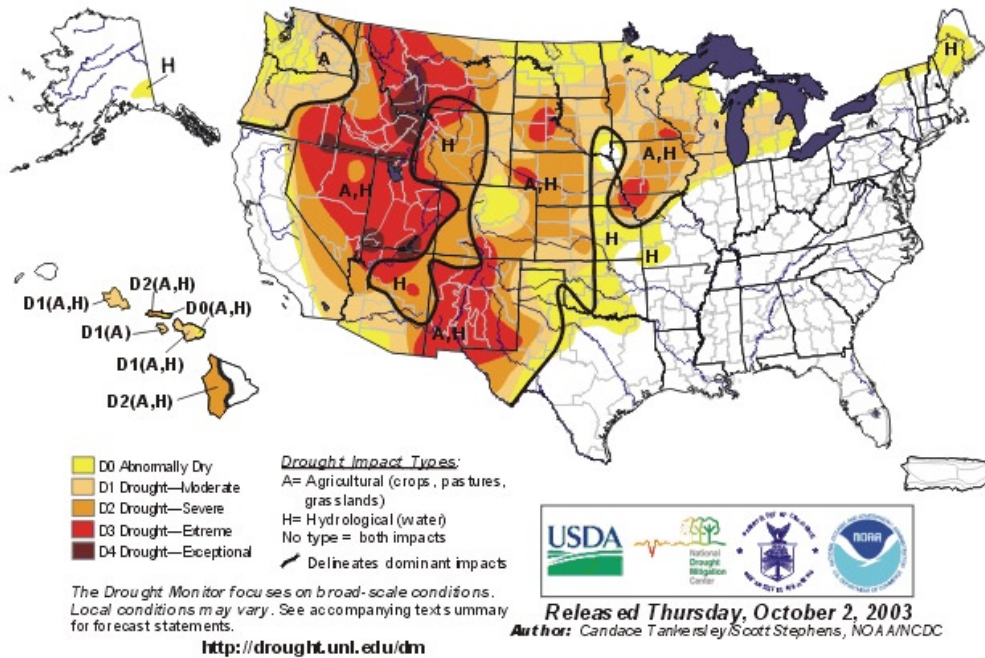 H
A
H
H
A,H
A,H
A,H
H
H
H
A,H
D2(A,H)
D1(A,H)
D0(A,H)
D1(A)
D1(A,H)
D2(A,H)
D0 Abnormally Dry
D1 Drought—Moderate
D2 Drought—Severe
D3 Drought—Extreme
D4 Drought—Exceptional
Drought Impact Types:
A= Agricultural (crops, pastures,
grasslands)
H= Hydrological (water)
No type = both impacts
Delineates dominant impacts
The Drought Monitor focuses on broad-scale conditions.
Local conditions may vary. See accompanying text summary
for forecast statements.
http://drought.unl.edu/dm
USDA
National
Drought
Mitigation
Center
NOAA
Released Thursday, October 2, 2003
Author: Candace Tankersley/Scott Stephens, NOAA/NCDC